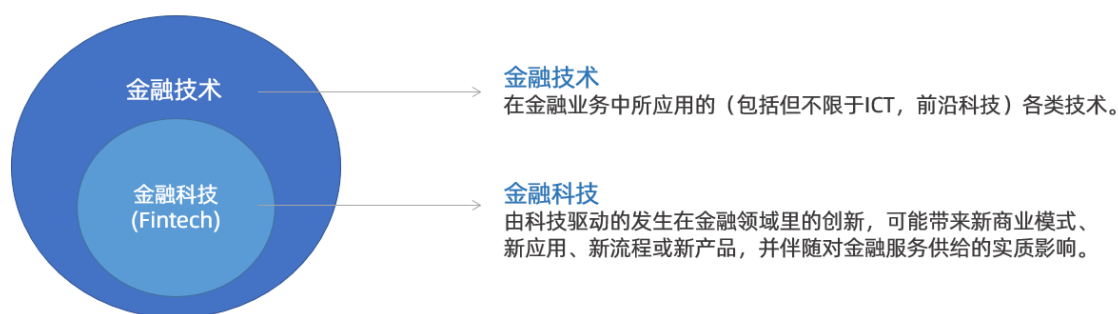 金融技术
金融技术
在金融业务中所应用的（包括但不限于ICT，前沿科技）各类技术。
金融科技
(Fintech)
金融科技
由科技驱动的发生在金融领域里的创新，可能带来新商业模式、
新应用、新流程或新产品，并伴随对金融服务供给的实质影响。